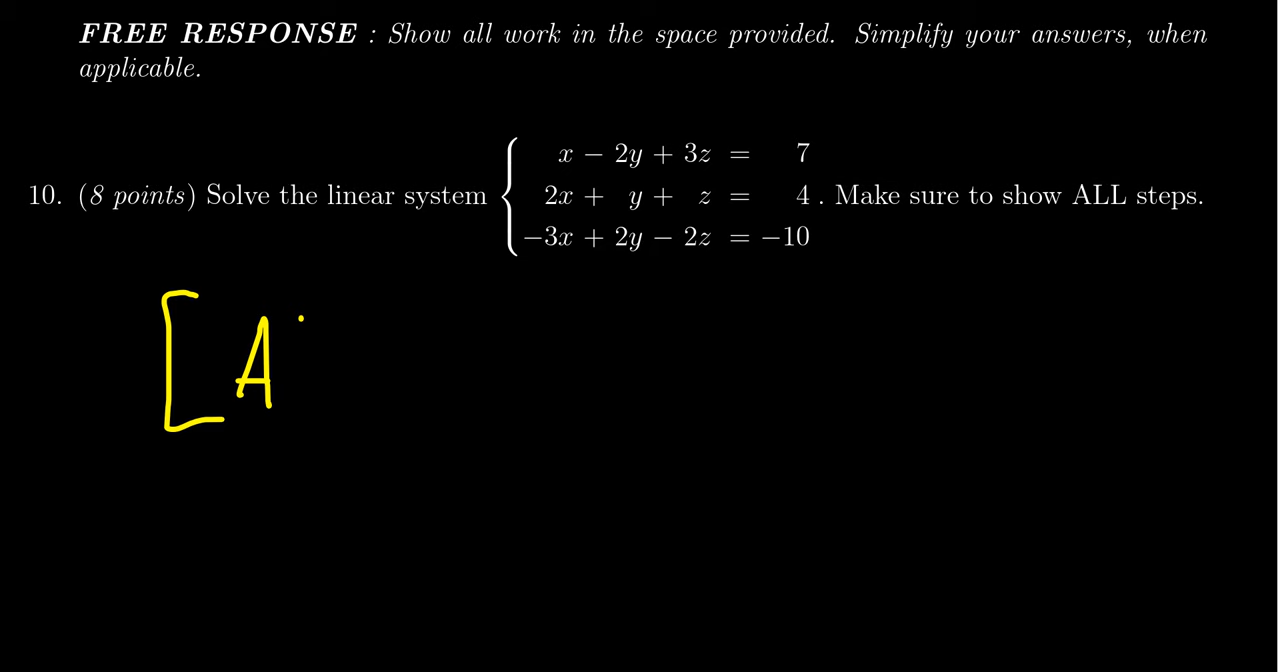 FREE RESPONSE : Show all work in the space provided. Simplify your answers, when
applicable.
x − 2y + 3z = 7
10. (8 points) Solve the linear system { 2x + y + z = 4 . Make sure to show ALL steps.
−3x + 2y − 2z = −10
[ A